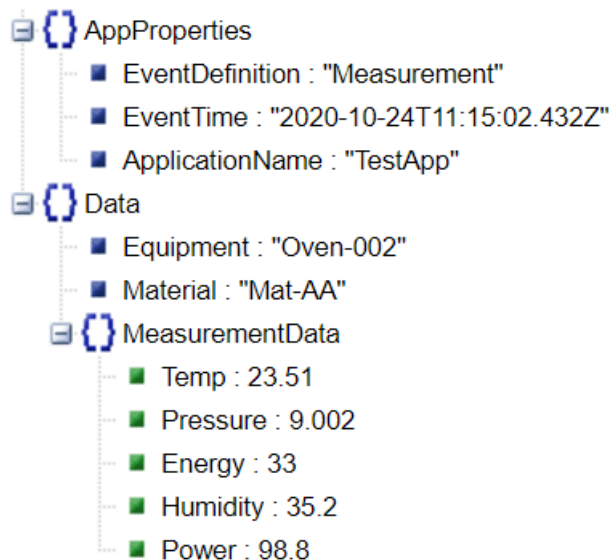 AppProperties
EventDefinition : "Measurement"
EventTime : "2020-10-24T11:15:02.432Z"
ApplicationName : "TestApp"
Data
Equipment : "Oven-002"
Material : "Mat-AA"
MeasurementData
Temp : 23.51
Pressure : 9.002
Energy : 33
Humidity : 35.2
Power : 98.8